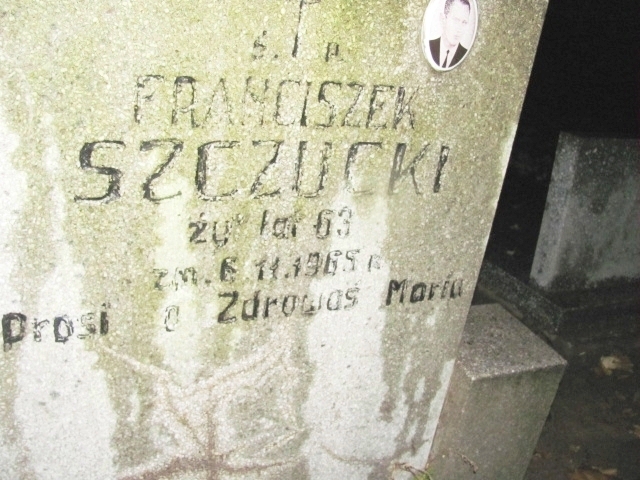 ś. p.
FRANCISZEK
SZCZUCKI
żył lat 63
zm. 6.11.1965 r.
prosi o Zdrowaś Maria